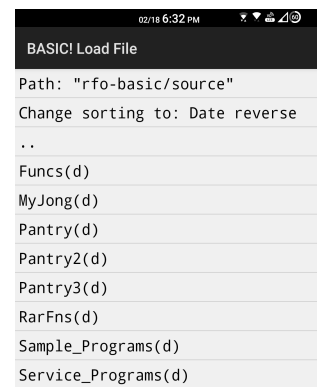 02/18 6:32 PM
BASIC! Load File
Path: "rfo-basic/source"
Change sorting to: Date reverse
..
Funcs(d)
MyJong(d)
Pantry(d)
Pantry2(d)
Pantry3(d)
RarFns(d)
Sample_Programs(d)
Service_Programs(d)